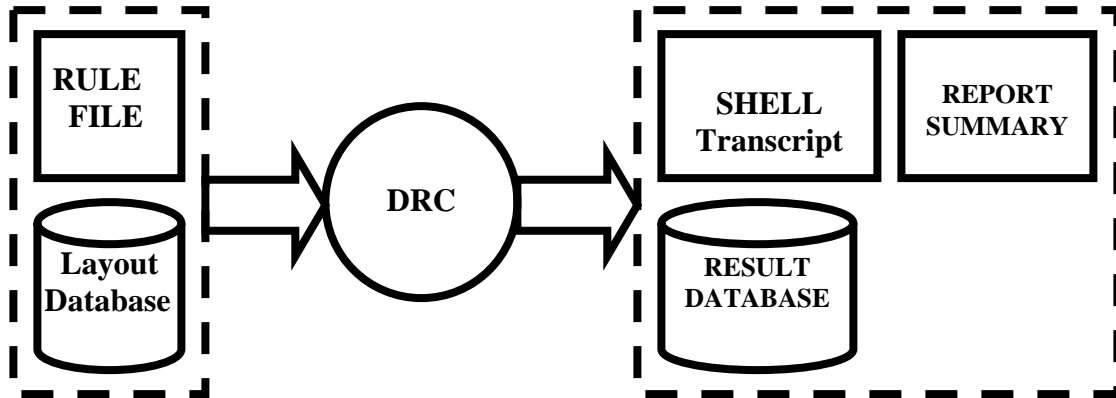 RULE
FILE
Layout
Database
DRC
SHELL
Transcript
REPORT
SUMMARY
RESULT
DATABASE